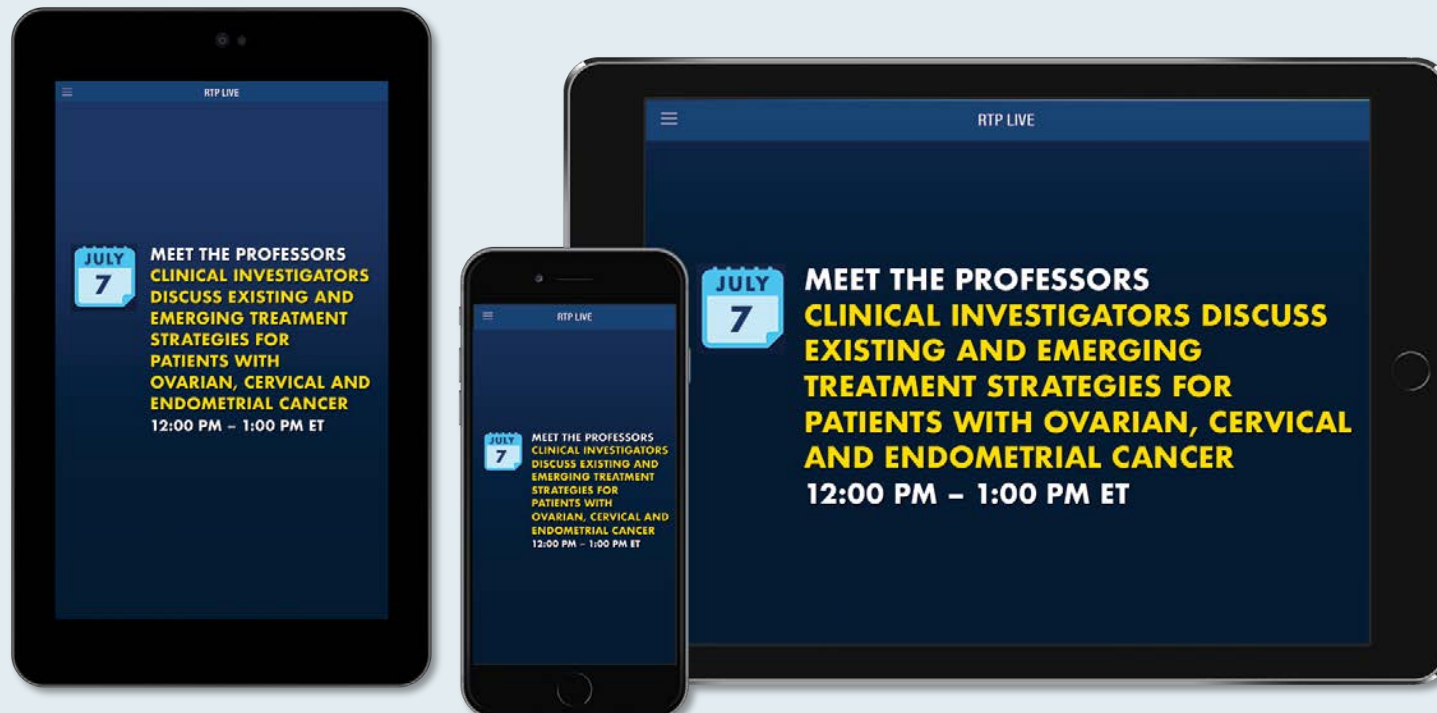 RTP LIVE
JULY
7
MEET THE PROFESSORS
CLINICAL INVESTIGATORS
DISCUSS EXISTING AND
EMERGING TREATMENT
STRATEGIES FOR
PATIENTS WITH
OVARIAN, CERVICAL AND
ENDOMETRIAL CANCER
12:00 PM – 1:00 PM ET
RTP LIVE
JULY
7
MEET THE PROFESSORS
CLINICAL INVESTIGATORS
DISCUSS EXISTING AND
EMERGING TREATMENT
STRATEGIES FOR
PATIENTS WITH
OVARIAN, CERVICAL AND
ENDOMETRIAL CANCER
12:00 PM – 1:00 PM ET
RTP LIVE
JULY
7
MEET THE PROFESSORS
CLINICAL INVESTIGATORS DISCUSS
EXISTING AND EMERGING
TREATMENT STRATEGIES FOR
PATIENTS WITH OVARIAN, CERVICAL
AND ENDOMETRIAL CANCER
12:00 PM – 1:00 PM ET